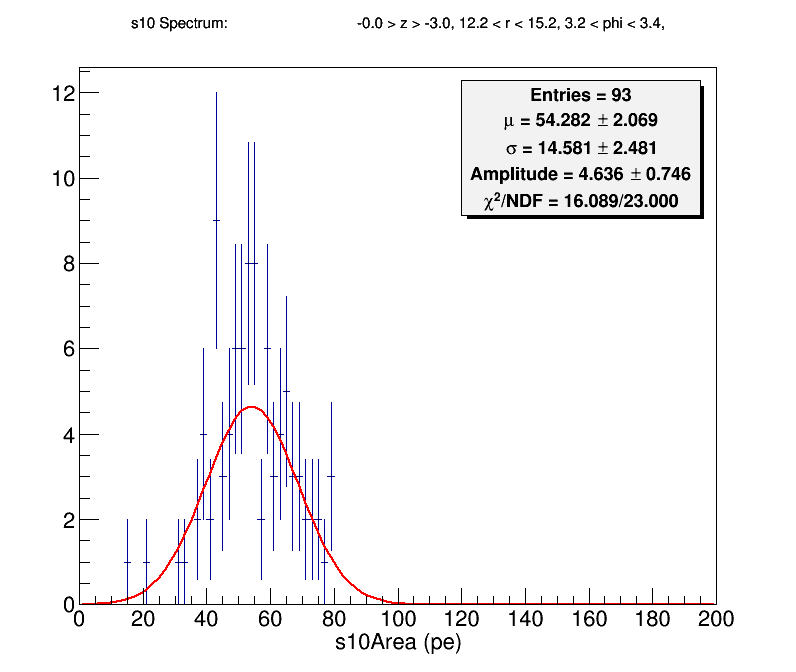 s10 Spectrum: -0.0 > z > -3.0, 12.2 < r < 15.2, 3.2 < phi < 3.4,
Entries = 93
μ = 54.282 ± 2.069
σ = 14.581 ± 2.481
Amplitude = 4.636 ± 0.746
χ²/NDF = 16.089/23.000
12
10
8
6
4
2
0
0 20 40 60 80 100 120 140 160 180 200
s10Area (pe)